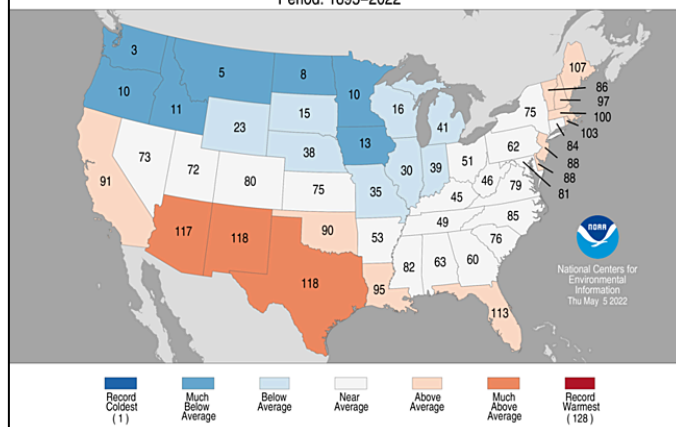 Period: 1895–2022
3
5
8
10
10
11
15
16
41
107
86
97
100
103
84
88
88
81
23
13
75
62
38
30
39
51
73
72
80
75
35
45
46
79
91
90
53
49
85
117
118
76
118
82
63
60
95
113
NOAA
National Centers for
Environmental
Information
Thu May 5 2022
Record
Coldest
( 1 )
Much
Below
Average
Below
Average
Near
Average
Above
Average
Much
Above
Average
Record
Warmest
( 128 )